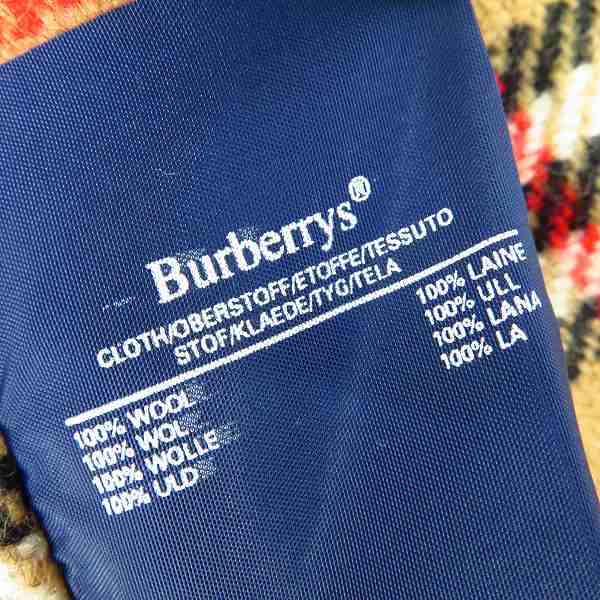 Burberrys®
CLOTH/OBERSTOFF/ETOFFE/TESSUTO
STOF/KLAEDE/TYG/TELA
100% WOOL
100% WOL
100% WOLLE
100% ULD
100% LAINE
100% ULL
100% LANA
100% LA